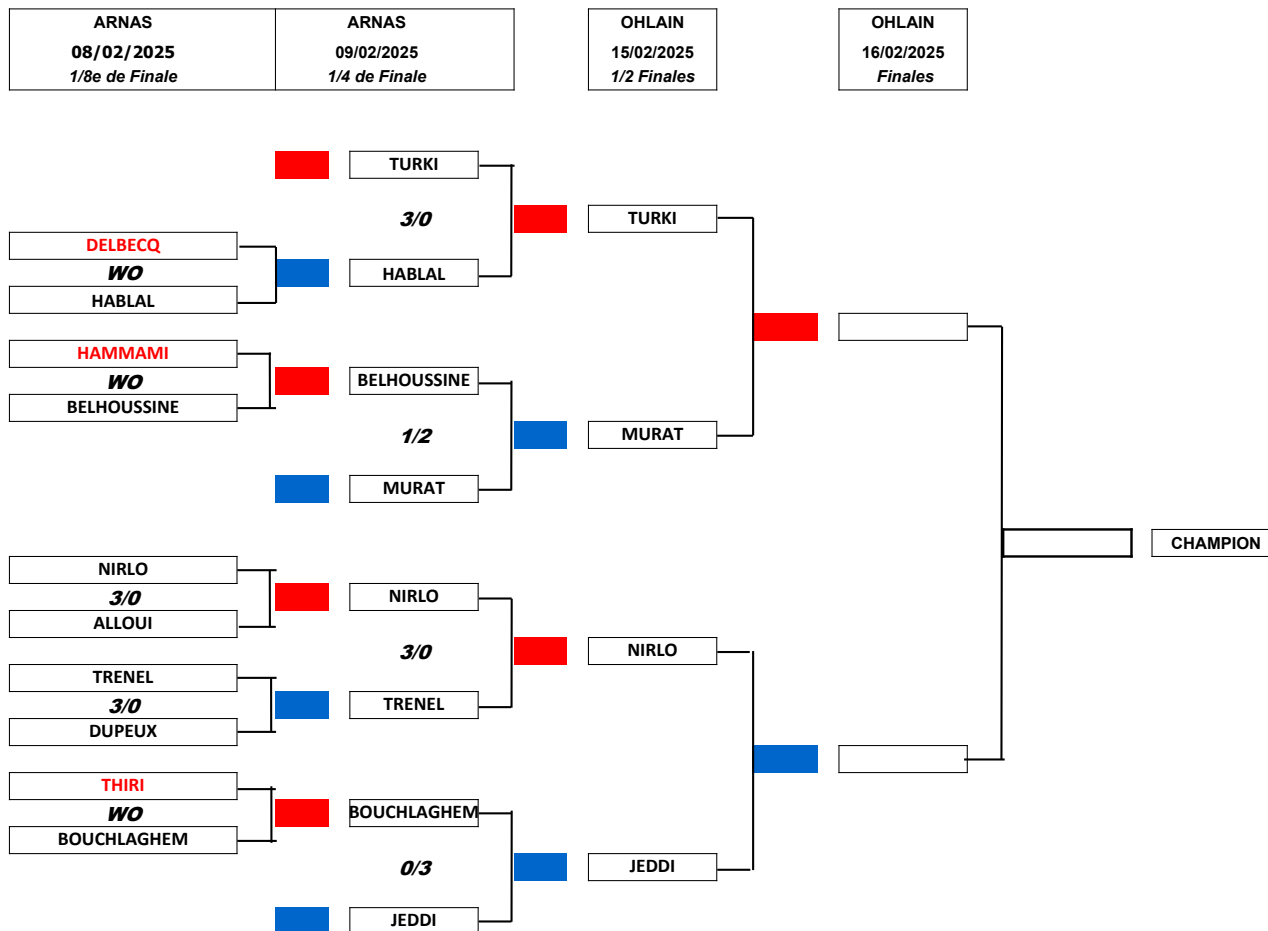 ARNAS
08/02/2025
1/8e de Finale
ARNAS
09/02/2025
1/4 de Finale
OHLAIN
15/02/2025
1/2 Finales
OHLAIN
16/02/2025
Finales
TURKI
3/0
HABLAL
DELBECQ
WO
HABLAL
HAMMAMI
WO
BELHOUSSINE
BELHOUSSINE
1/2
MURAT
TURKI
MURAT
NIRLO
3/0
ALLOUI
TRENEL
3/0
DUPEUX
THIRI
WO
BOUCHLAGHEM
NIRLO
3/0
TRENEL
BOUCHLAGHEM
0/3
JEDDI
NIRLO
JEDDI
CHAMPION